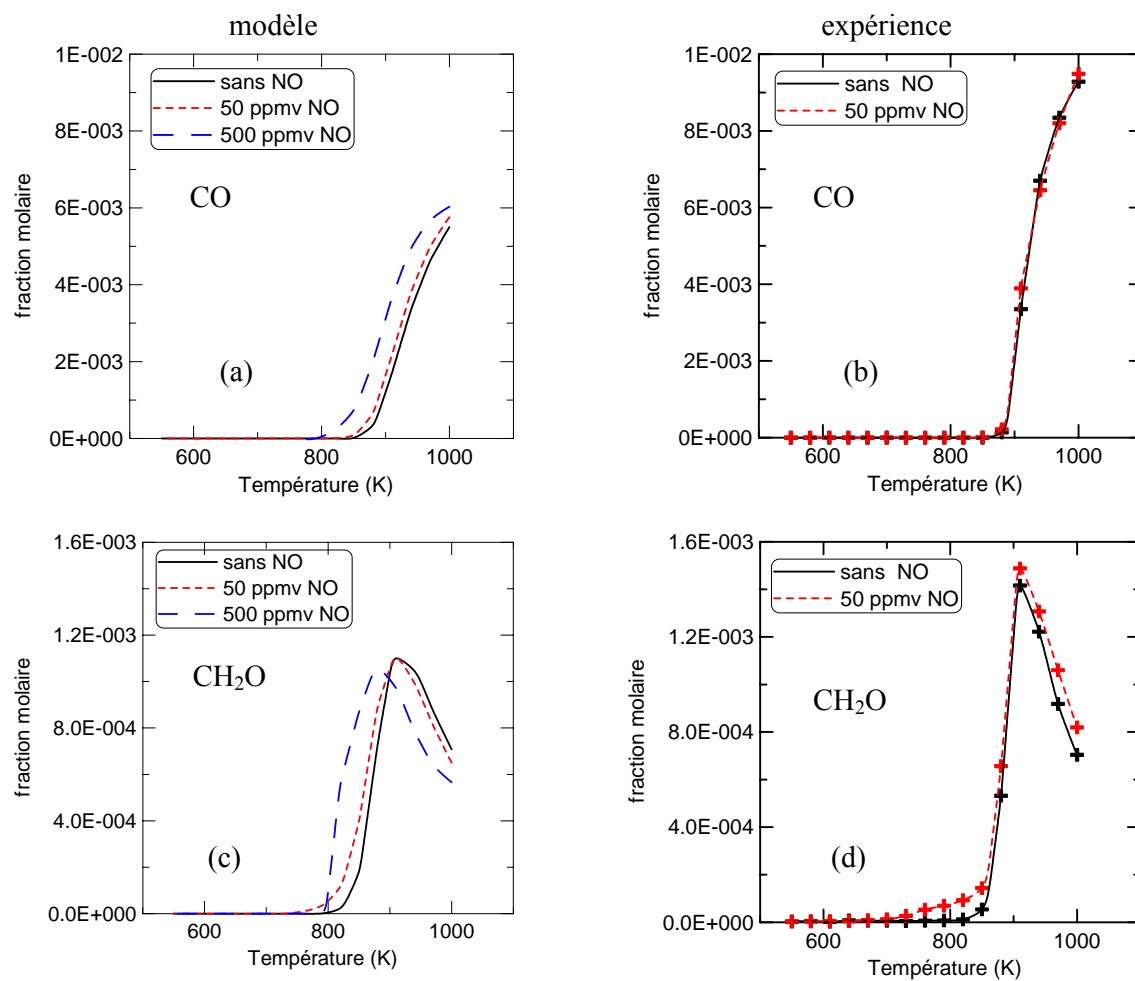 modèle
expérience
1E-002
8E-003
6E-003
4E-003
2E-003
0E+000
fraction molaire
sans NO
50 ppmv NO
500 ppmv NO
CO
(a)
600
800
1000
Température (K)
1E-002
8E-003
6E-003
4E-003
2E-003
0E+000
fraction molaire
sans NO
50 ppmv NO
CO
(b)
600
800
1000
Température (K)
1.6E-003
1.2E-003
8.0E-004
4.0E-004
0.0E+000
fraction molaire
sans NO
50 ppmv NO
500 ppmv NO
CH₂O
(c)
600
800
1000
Température (K)
1.6E-003
1.2E-003
8.0E-004
4.0E-004
0.0E+000
fraction molaire
sans NO
50 ppmv NO
CH₂O
(d)
600
800
1000
Température (K)